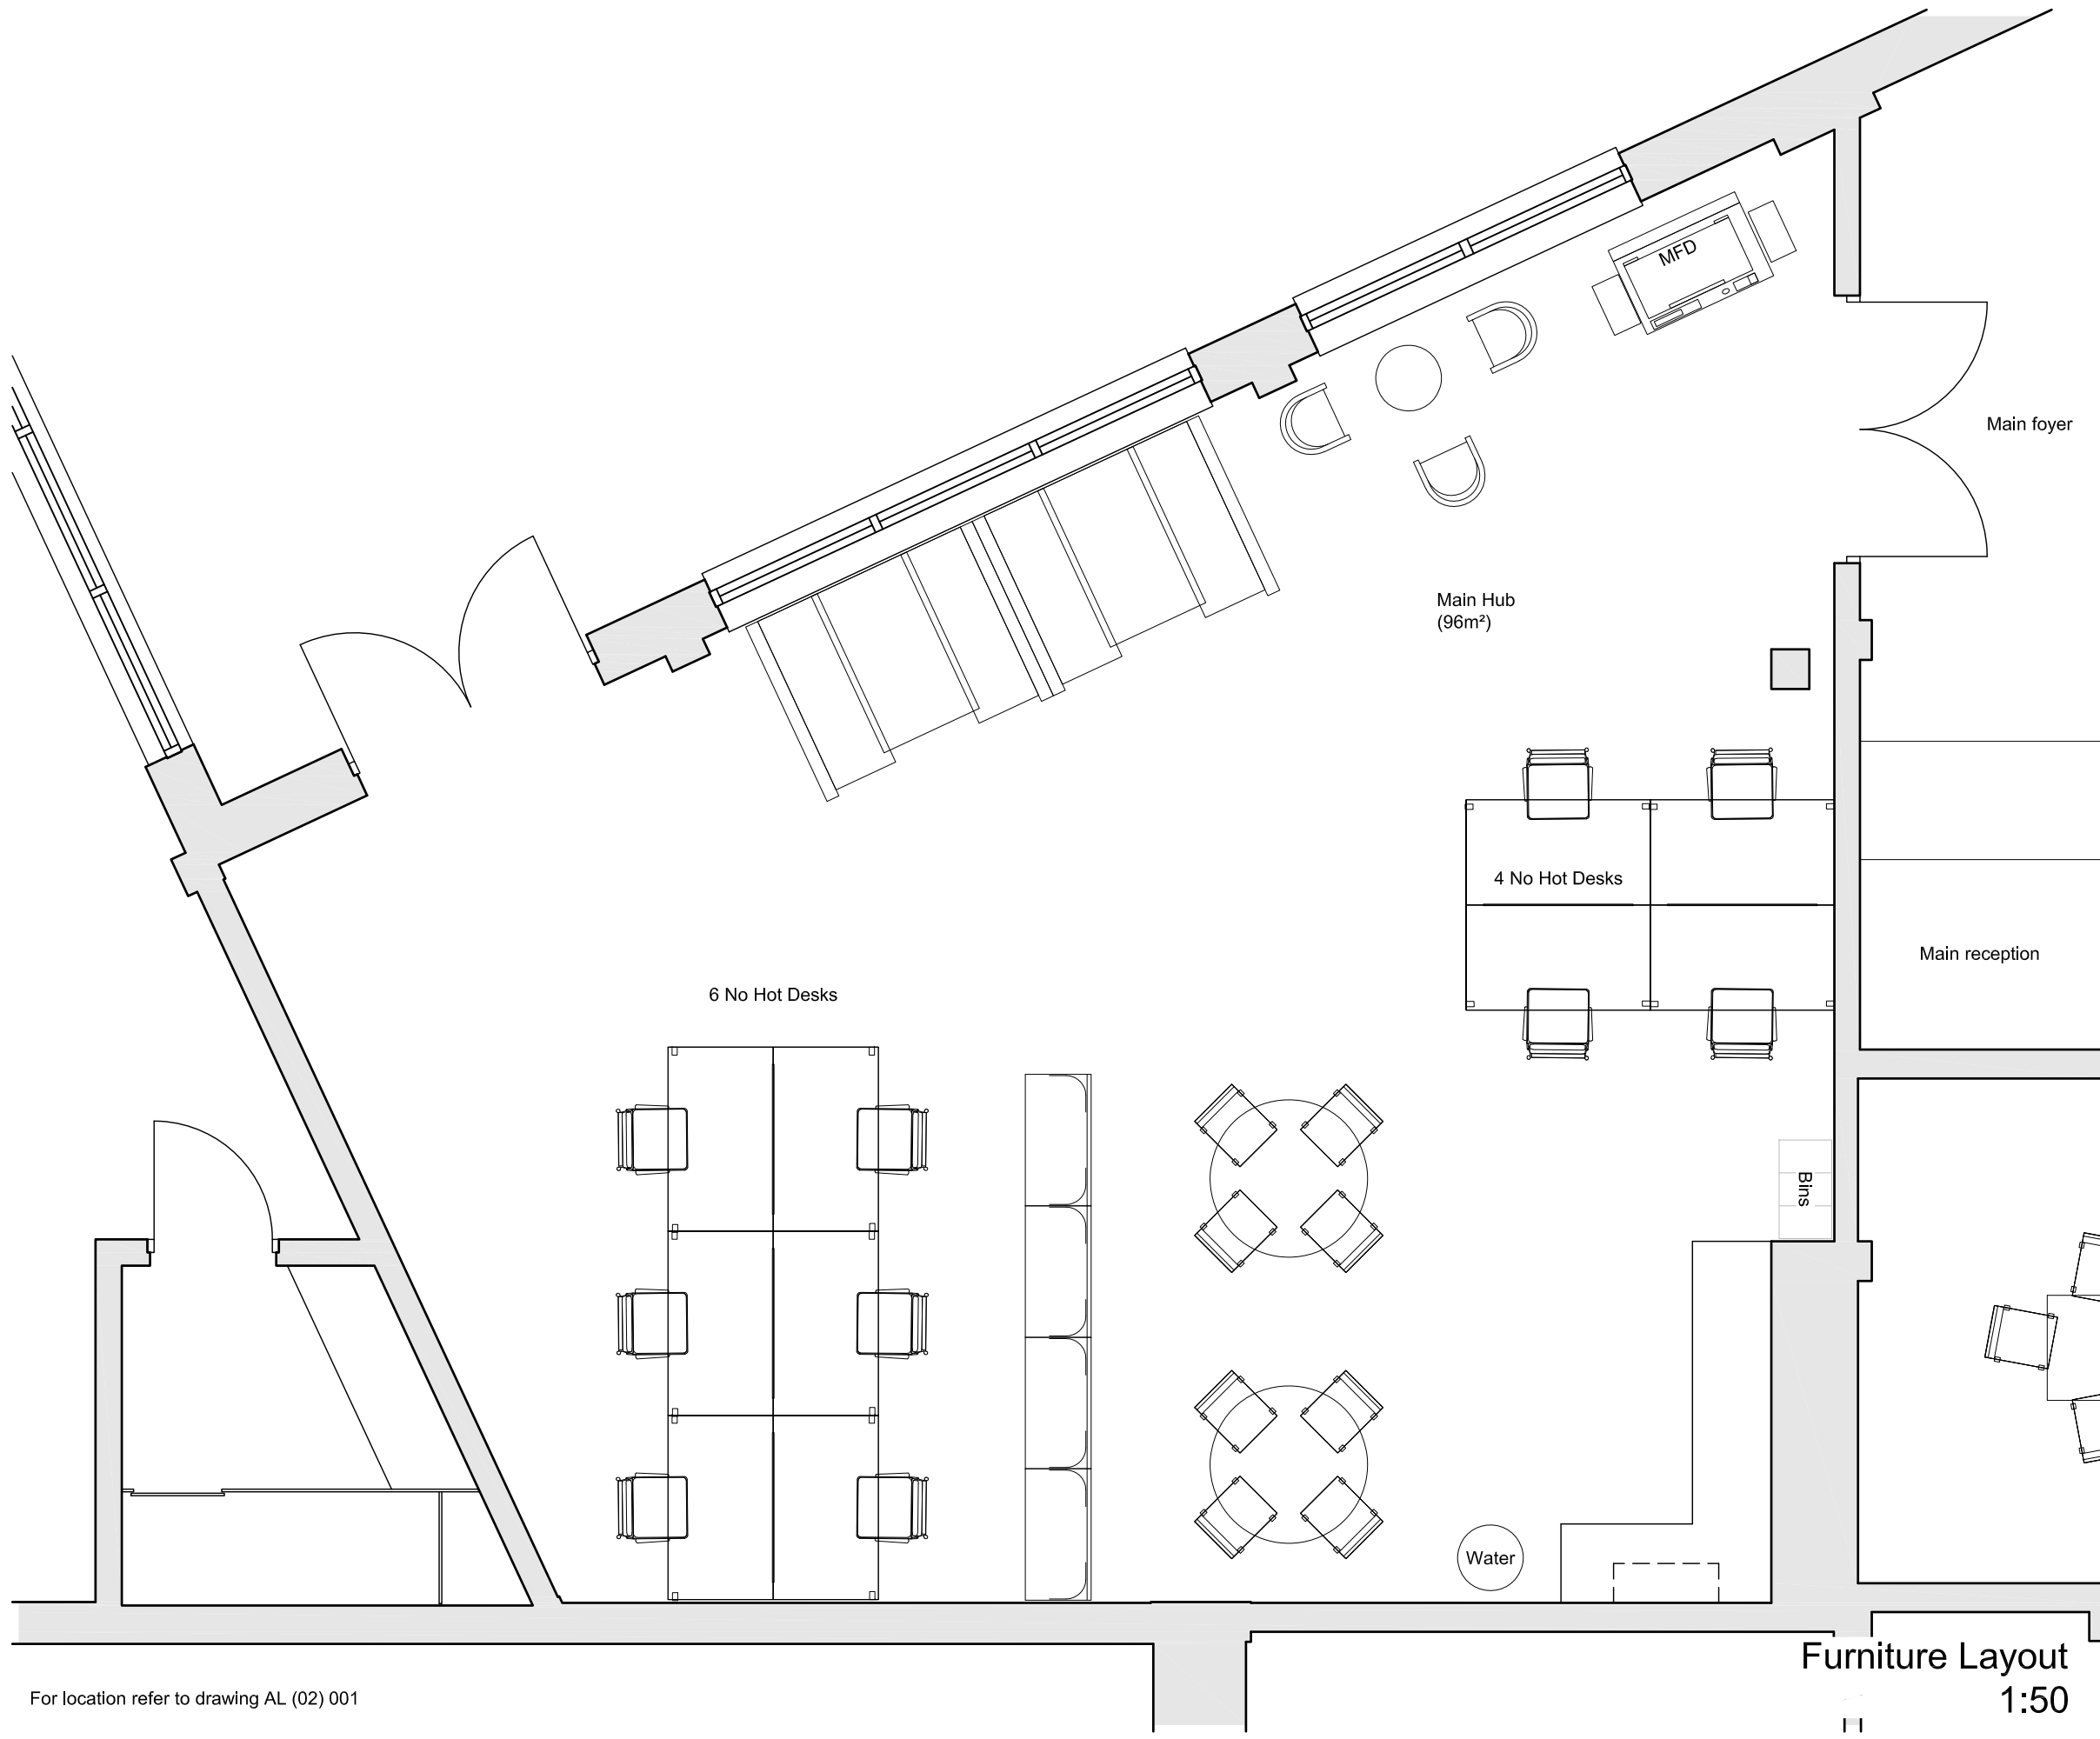 MFD
Main foyer
Main Hub
(96m²)
4 No Hot Desks
Main reception
6 No Hot Desks
Bins
Water
Furniture Layout
1:50
For location refer to drawing AL (02) 001